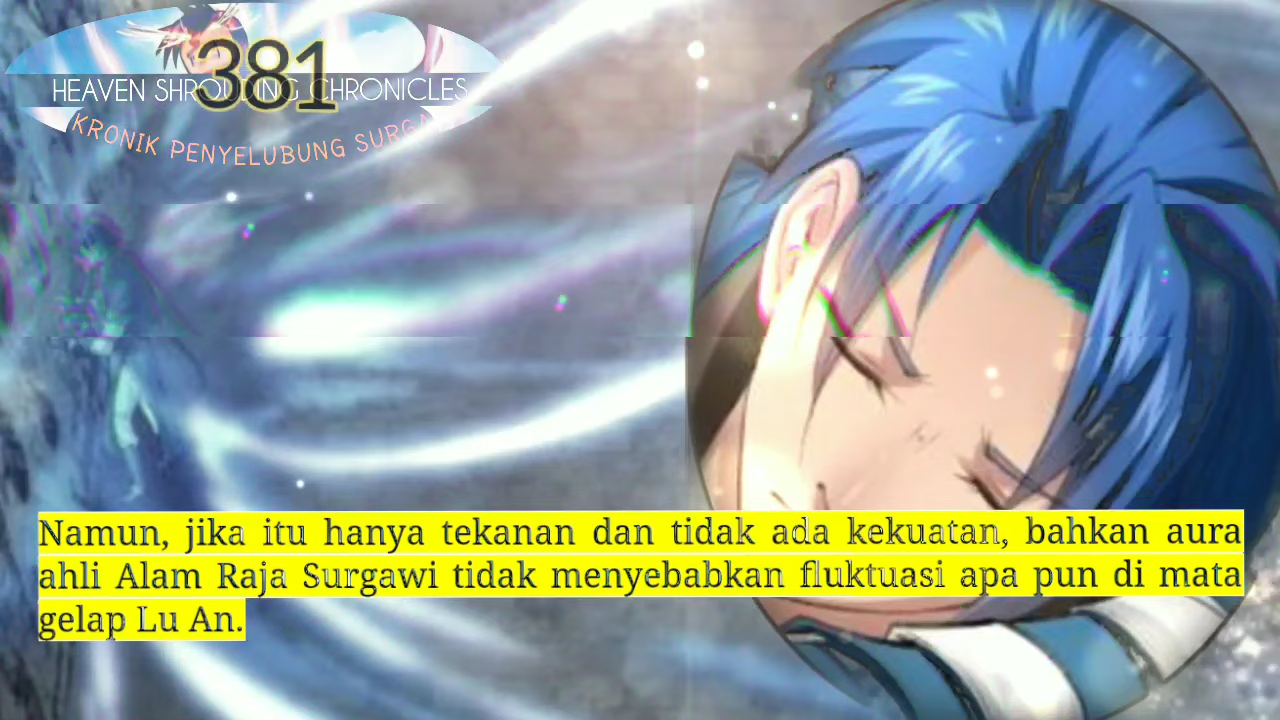 381
HEAVEN SHROUDING CHRONICLES
KRONIK PENYELUBUNG SURGA
Namun, jika itu hanya tekanan dan tidak ada kekuatan, bahkan aura
ahli Alam Raja Surgawi tidak menyebabkan fluktuasi apa pun di mata
gelap Lu An.